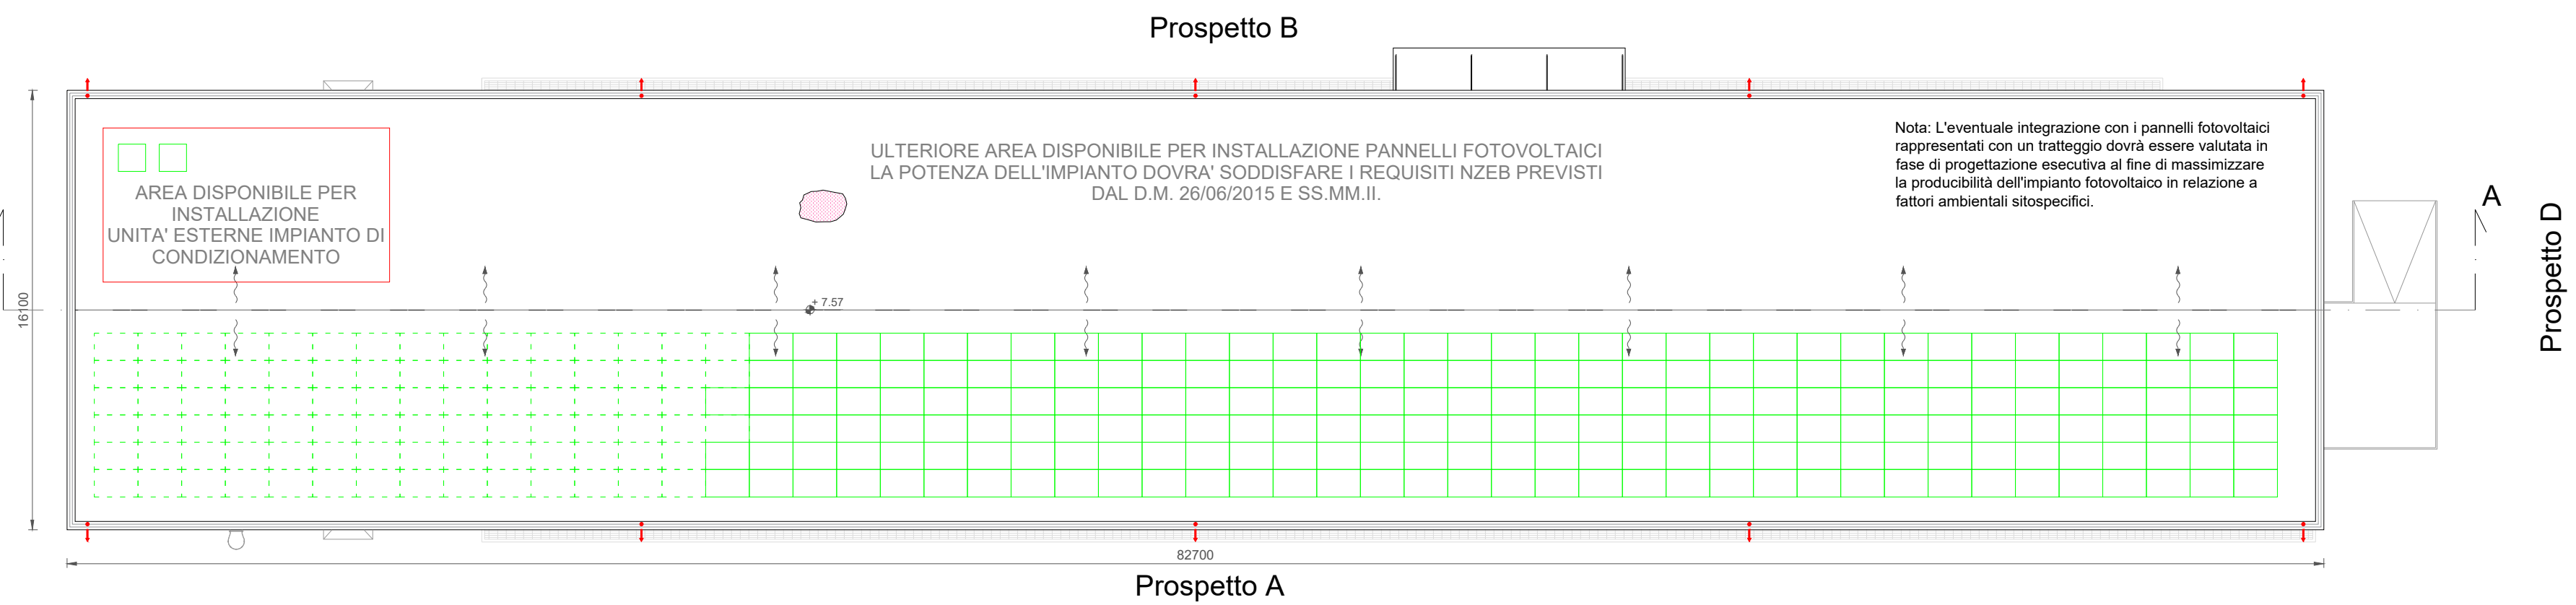 Prospetto B
ULTERIORE AREA DISPONIBILE PER INSTALLAZIONE PANNELLI FOTOVOLTAICI
LA POTENZA DELL'IMPIANTO DOVRA' SODDISFARE I REQUISITI NZEB PREVISTI
DAL D.M. 26/06/2015 E SS.MM.II.
Nota: L'eventuale integrazione con i pannelli fotovoltaici
rappresentati con un tratteggio dovrà essere valutata in
fase di progettazione esecutiva al fine di massimizzare
la producibilità dell'impianto fotovoltaico in relazione a
fattori ambientali sitospecifici.
AREA DISPONIBILE PER
INSTALLAZIONE
UNITA' ESTERNE IMPIANTO DI
CONDIZIONAMENTO
A
Prospetto D
16100
+ 7.57
82700
Prospetto A